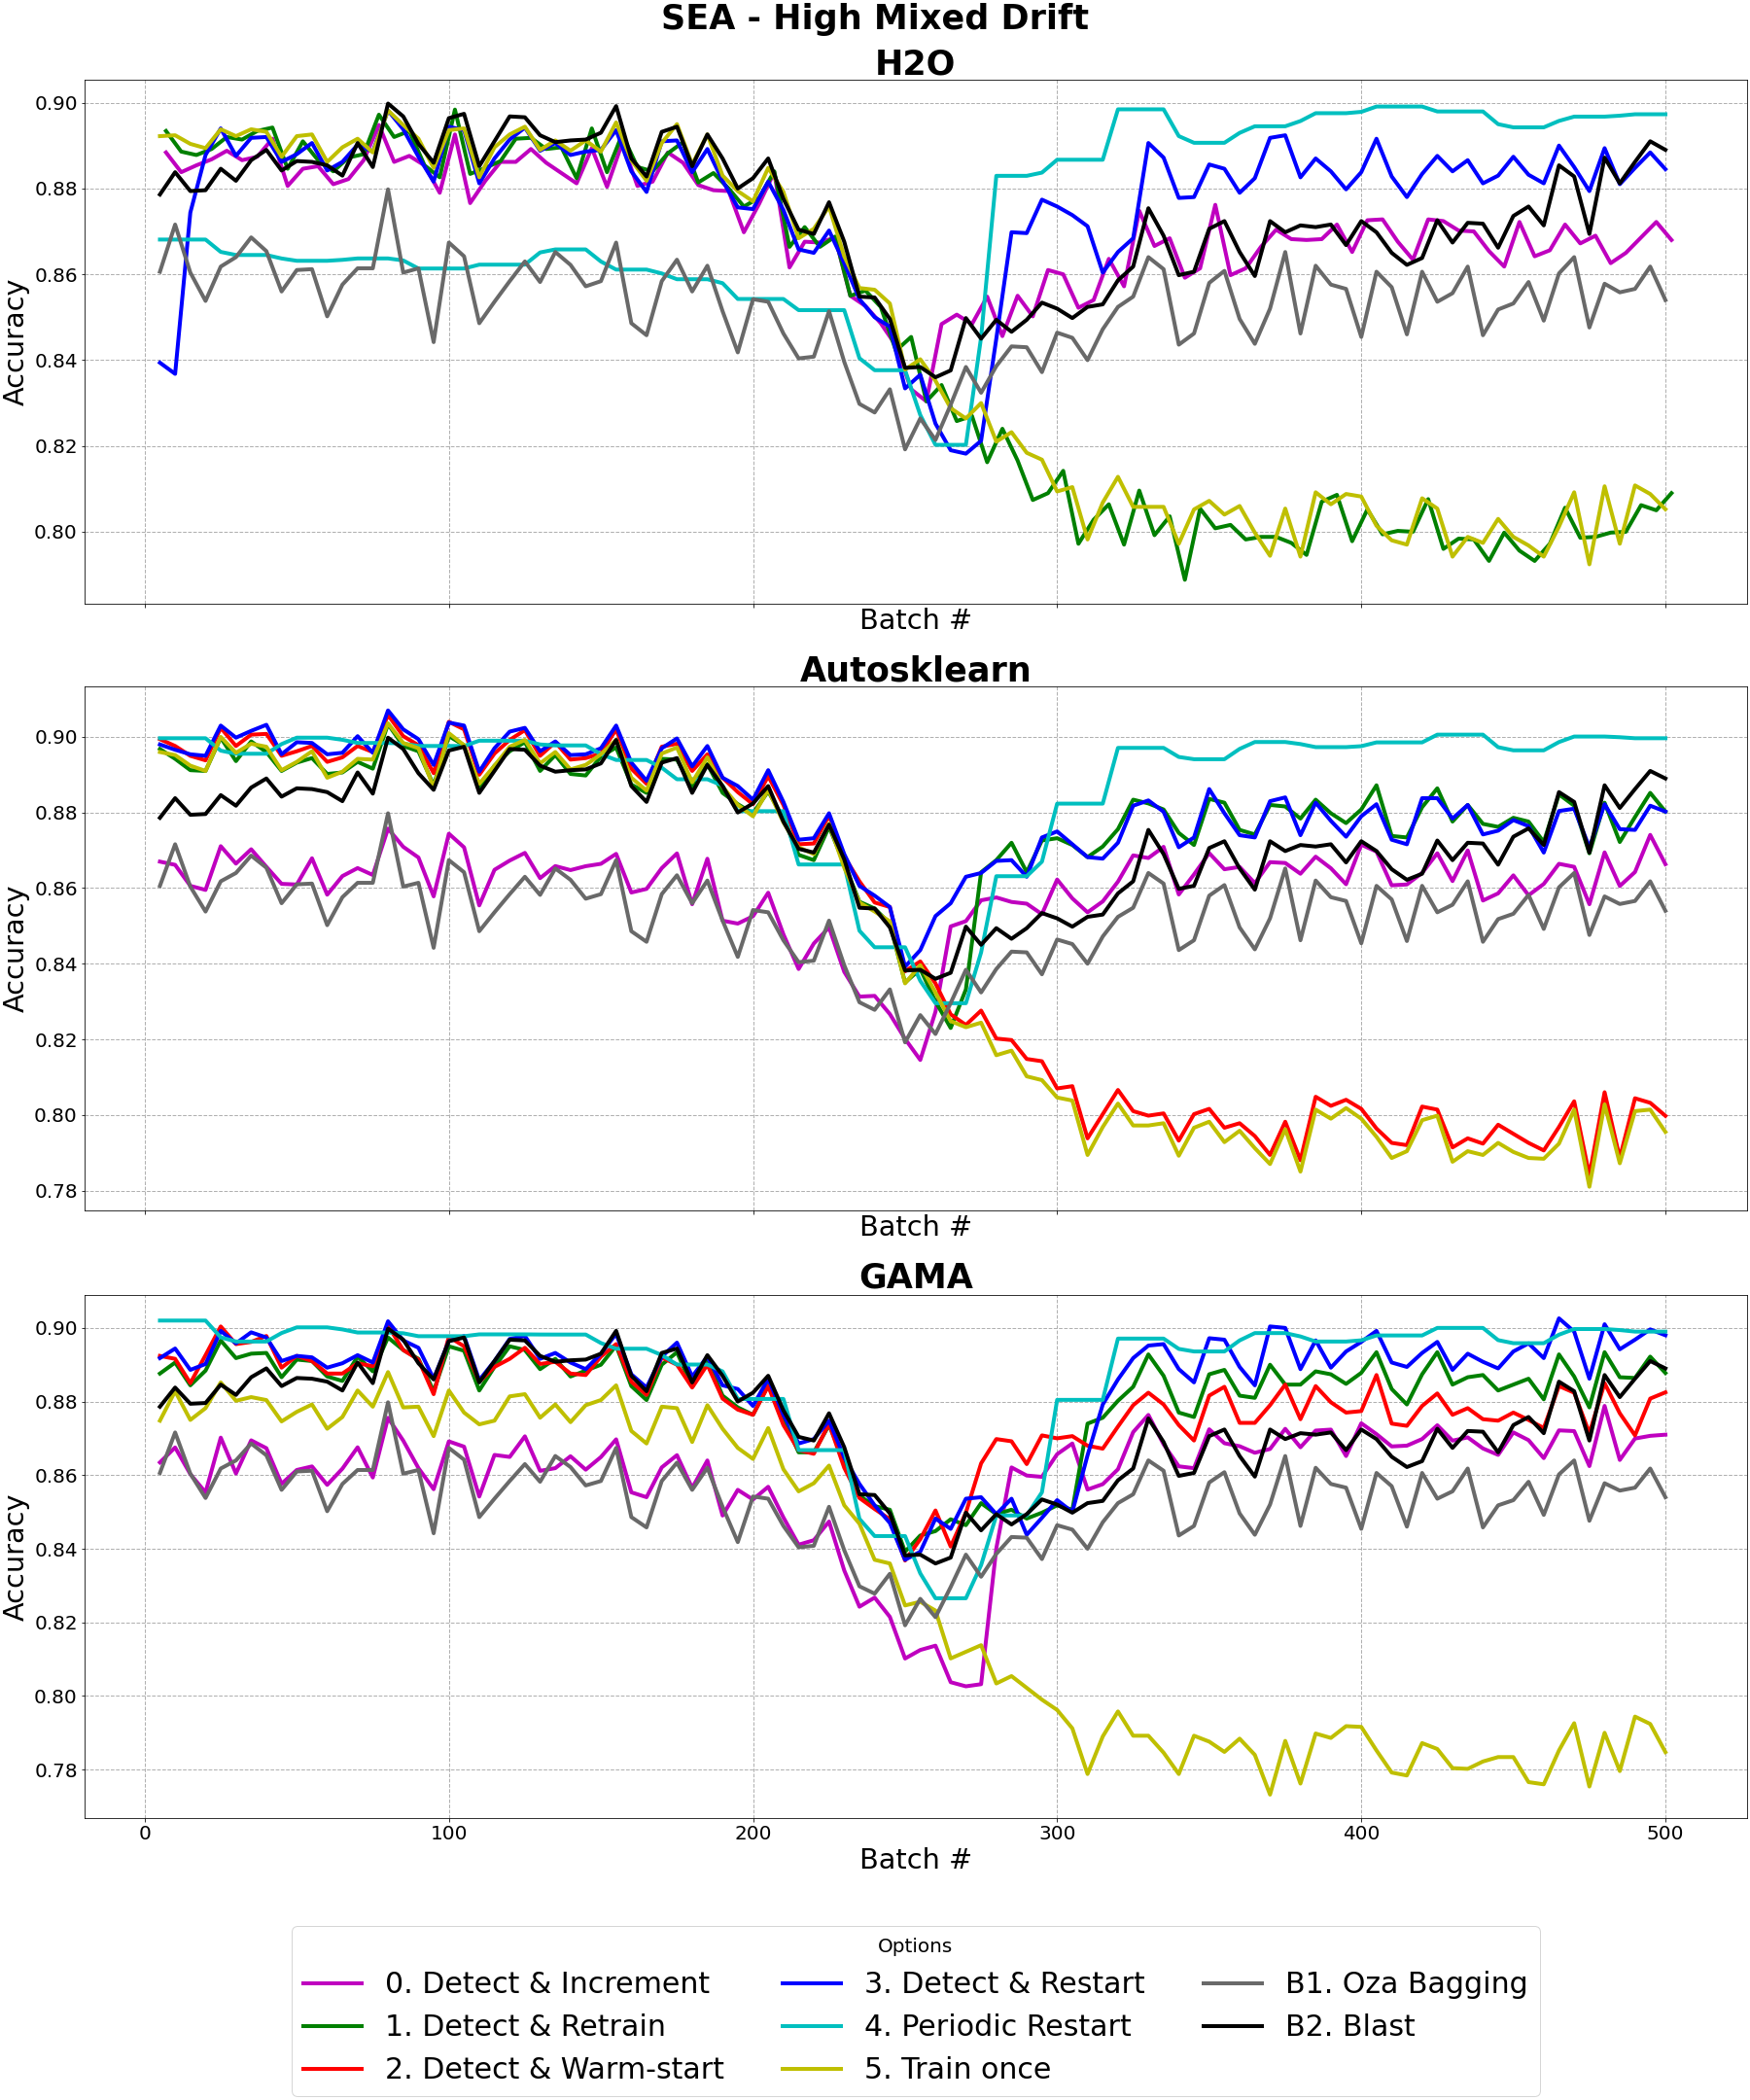 SEA - High Mixed Drift
H2O
0.90
0.88
0.86
0.84
0.82
0.80
Accuracy
Batch #
Autosklearn
0.90
0.88
0.86
0.84
0.82
0.80
0.78
Accuracy
Batch #
GAMA
0.90
0.88
0.86
0.84
0.82
0.80
0.78
Accuracy
0 100 200 300 400 500
Batch #
Options
0. Detect & Increment 3. Detect & Restart B1. Oza Bagging
1. Detect & Retrain 4. Periodic Restart B2. Blast
2. Detect & Warm-start 5. Train once